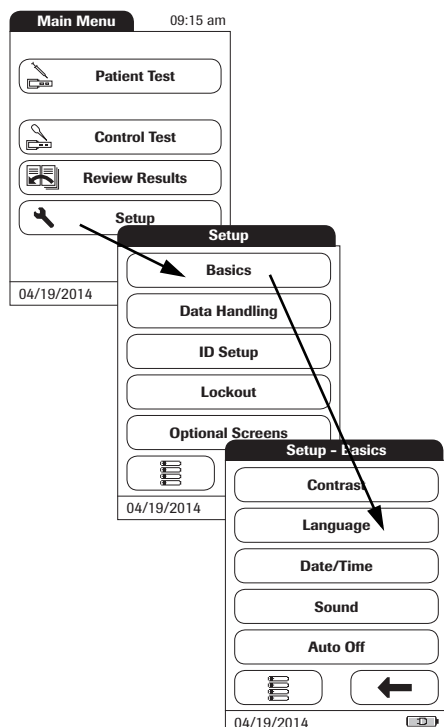 Main Menu 09:15 am
Patient Test
Control Test
Review Results
Setup
04/19/2014
Setup
Basics
Data Handling
ID Setup
Lockout
Optional Screens
04/19/2014
Setup - Basics
Contrast
Language
Date/Time
Sound
Auto Off
04/19/2014